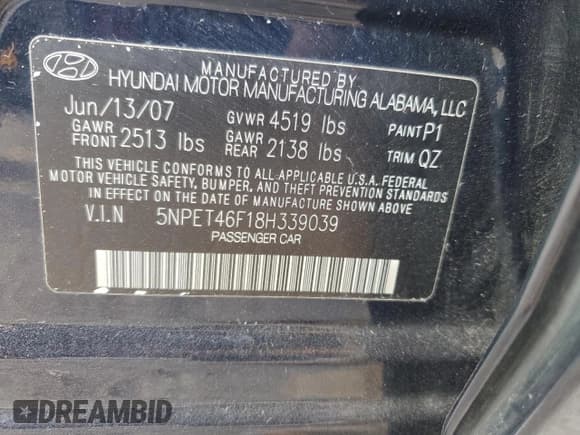 MANUFACTURED BY
HYUNDAI MOTOR MANUFACTURING ALABAMA, LLC
Jun/13/07 GVWR 4519 lbs PAINT P1
GAWR FRONT 2513 lbs GAWR REAR 2138 lbs TRIM QZ
THIS VEHICLE CONFORMS TO ALL APPLICABLE U.S.A. FEDERAL
MOTOR VEHICLE SAFETY, BUMPER, AND THEFT PREVENTION STANDARDS
IN EFFECT ON THE DATE OF MANUFACTURE SHOWN ABOVE.
V.I.N 5NPET46F18H339039
PASSENGER CAR
DREAMBID